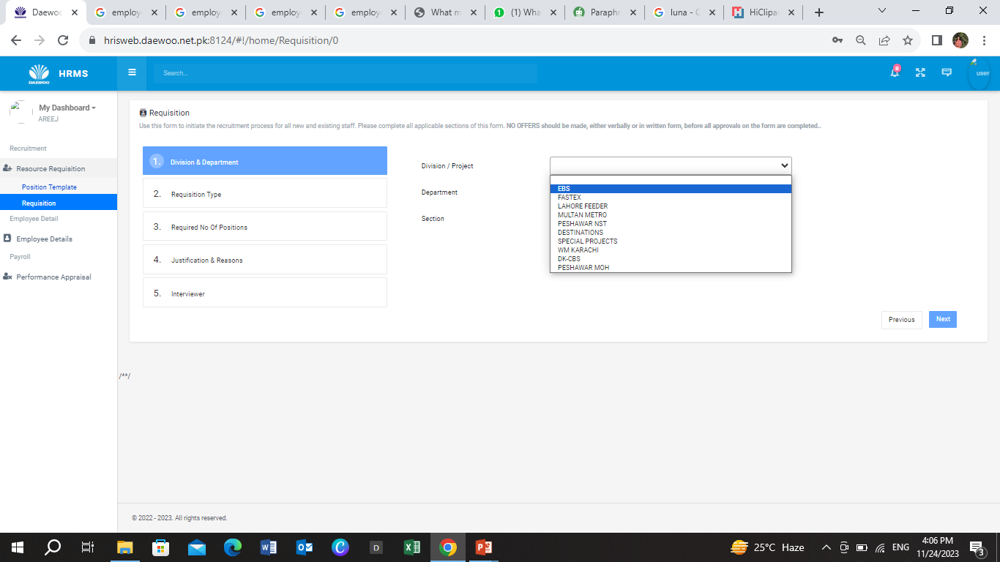 Daewoo
employ
employ
employ
employ
What m
(1) Wha
Paraphr
luna - G
HiClipa
hrisweb.daewoo.net.pk:8124/#!/home/Requisition/0
DAEWOO
HRMS
Search...
0
user
My Dashboard
AREEJ
Recruitment
Resource Requisition
Position Template
Requisition
Employee Detail
Employee Details
Payroll
Performance Appraisal
Requisition
Use this form to initiate the recruitment process for all new and existing staff. Please complete all applicable sections of this form. NO OFFERS should be made, either verbally or in written form, before all approvals on the form are completed..
1. Division & Department
2. Requisition Type
3. Required No Of Positions
4. Justification & Reasons
5. Interviewer
Division / Project
Department
Section
EBS
FASTEX
LAHORE FEEDER
MULTAN METRO
PESHAWAR NST
DESTINATIONS
SPECIAL PROJECTS
WM KARACHI
DK-CBS
PESHAWAR MOH
Previous
Next
/**/
© 2022 - 2023. All rights reserved.
25°C Haze
ENG
4:06 PM
11/24/2023
3